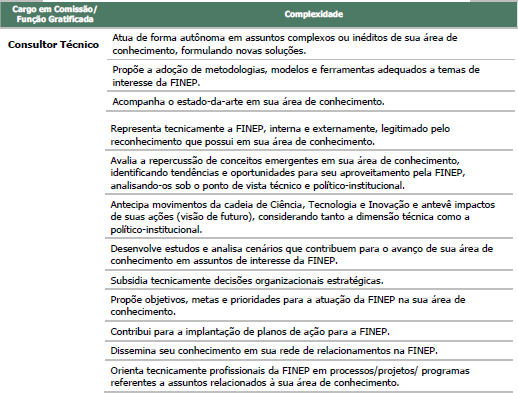 Cargo em Comissão/
Função Gratificada
Complexidade
Consultor Técnico
Atua de forma autônoma em assuntos complexos ou inéditos de sua área de
conhecimento, formulando novas soluções.
Propõe a adoção de metodologias, modelos e ferramentas adequados a temas de
interesse da FINEP.
Acompanha o estado-da-arte em sua área de conhecimento.
Representa tecnicamente a FINEP, interna e externamente, legitimado pelo
reconhecimento que possui em sua área de conhecimento.
Avalia a repercussão de conceitos emergentes em sua área de conhecimento,
identificando tendências e oportunidades para seu aproveitamento pela FINEP,
analisando-os sob o ponto de vista técnico e político-institucional.
Antecipa movimentos da cadeia de Ciência, Tecnologia e Inovação e antevê impactos
de suas ações (visão de futuro), considerando tanto a dimensão técnica como a
político-institucional.
Desenvolve estudos e analisa cenários que contribuem para o avanço de sua área de
conhecimento em assuntos de interesse da FINEP.
Subsidia tecnicamente decisões organizacionais estratégicas.
Propõe objetivos, metas e prioridades para a atuação da FINEP na sua área de
conhecimento.
Contribui para a implantação de planos de ação para a FINEP.
Dissemina seu conhecimento em sua rede de relacionamentos na FINEP.
Orienta tecnicamente profissionais da FINEP em processos/projetos/ programas
referentes a assuntos relacionados à sua área de conhecimento.